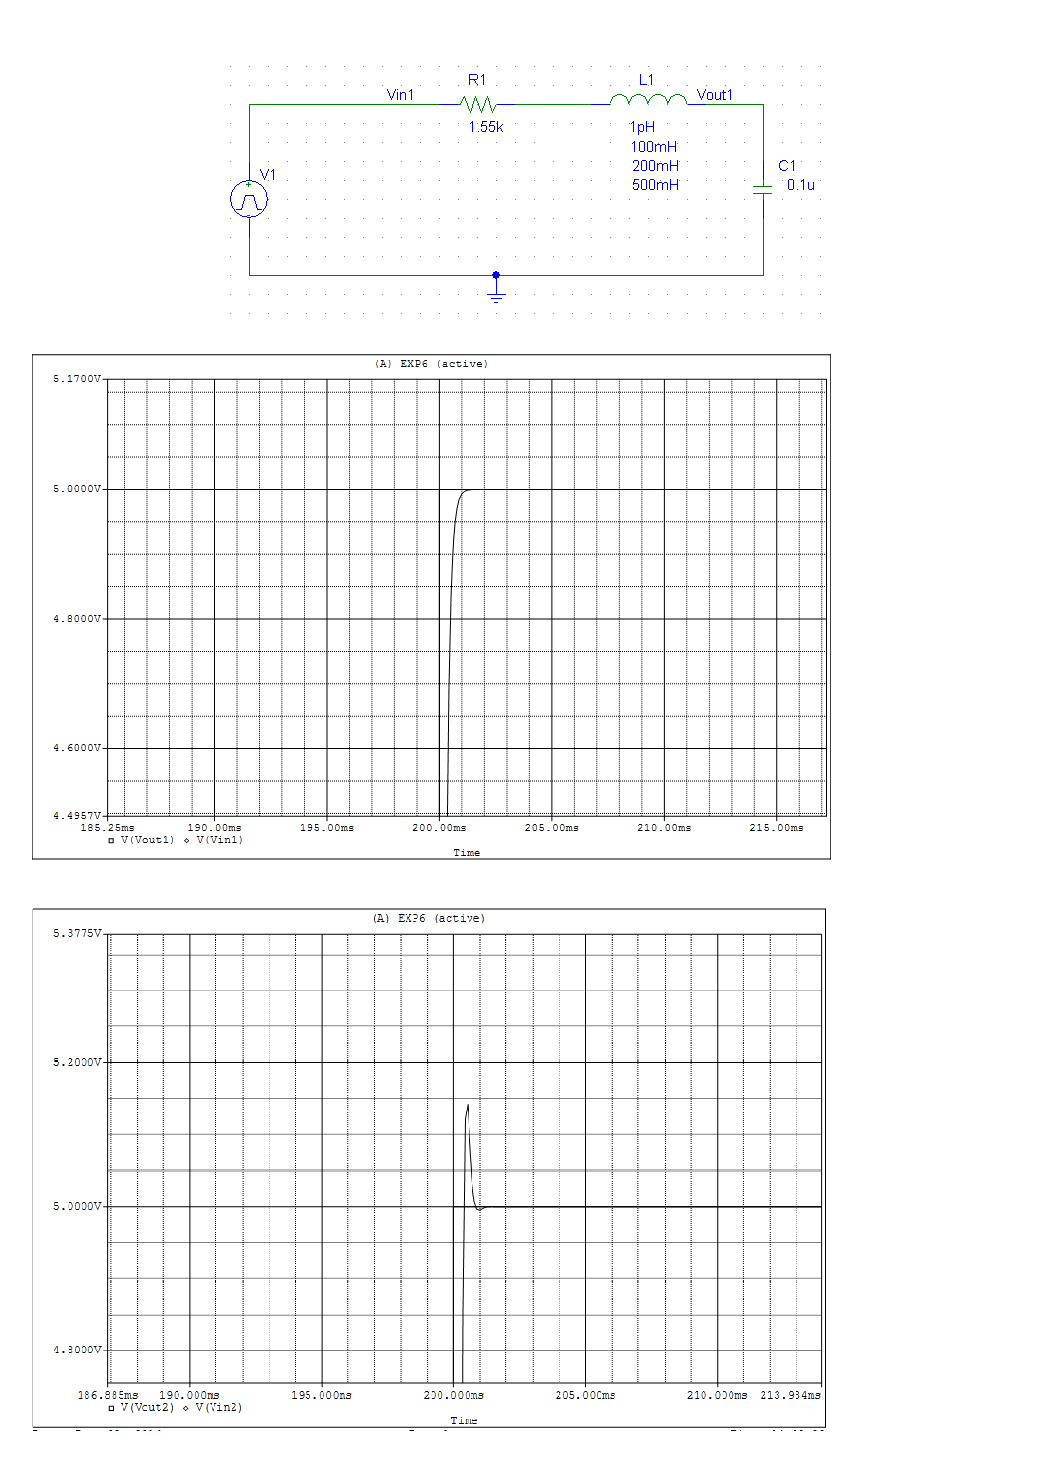 R1
L1
Vin1
Vout1
1.55k
1pH
100mH
200mH
500mH
V1
C1
0.1u
(A) EXP6 (active)
5.1700V
5.0000V
4.8000V
4.6000V
4.4957V
185.25ms 190.00ms 195.00ms 200.00ms 205.00ms 210.00ms 215.00ms
V(Vout1) V(Vin1)
Time
(A) EXP6 (active)
5.3775V
5.2000V
5.0000V
4.8000V
186.885ms 190.000ms 195.000ms 200.000ms 205.000ms 210.000ms 213.934ms
V(Vout2) V(Vin2)
Time